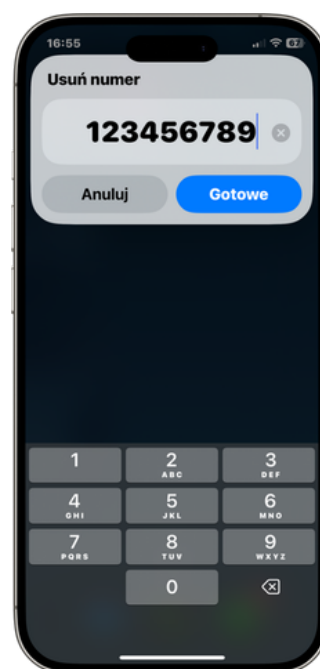 16:55
67
Usuń numer
123456789
Anuluj
Gotowe
1
2
ABC
3
DEF
4
GHI
5
JKL
6
MNO
7
PQRS
8
TUV
9
WXYZ
0